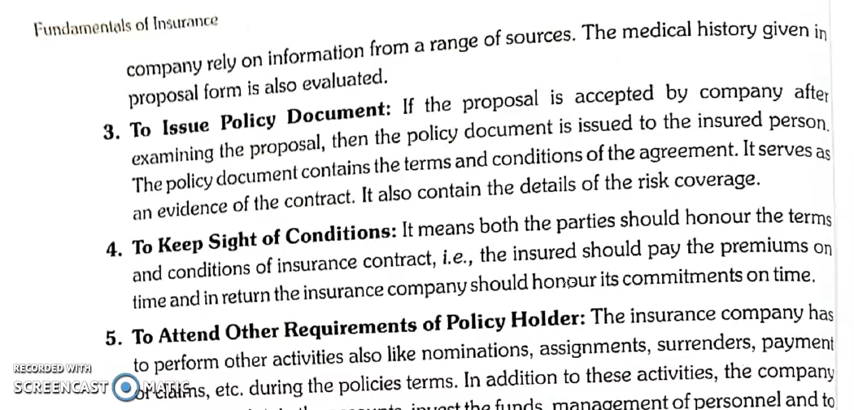 Fundamentals of Insurance
company rely on information from a range of sources. The medical history given in
proposal form is also evaluated.
3. To Issue Policy Document: If the proposal is accepted by company after
examining the proposal, then the policy document is issued to the insured person.
The policy document contains the terms and conditions of the agreement. It serves as
an evidence of the contract. It also contain the details of the risk coverage.
4. To Keep Sight of Conditions: It means both the parties should honour the terms
and conditions of insurance contract, i.e., the insured should pay the premiums on
time and in return the insurance company should honour its commitments on time.
5. To Attend Other Requirements of Policy Holder: The insurance company has
to perform other activities also like nominations, assignments, surrenders, payment
of claims, etc. during the policies terms. In addition to these activities, the company
invest the funds, management of personnel and to
RECORDED WITH
SCREENCAST MATIC